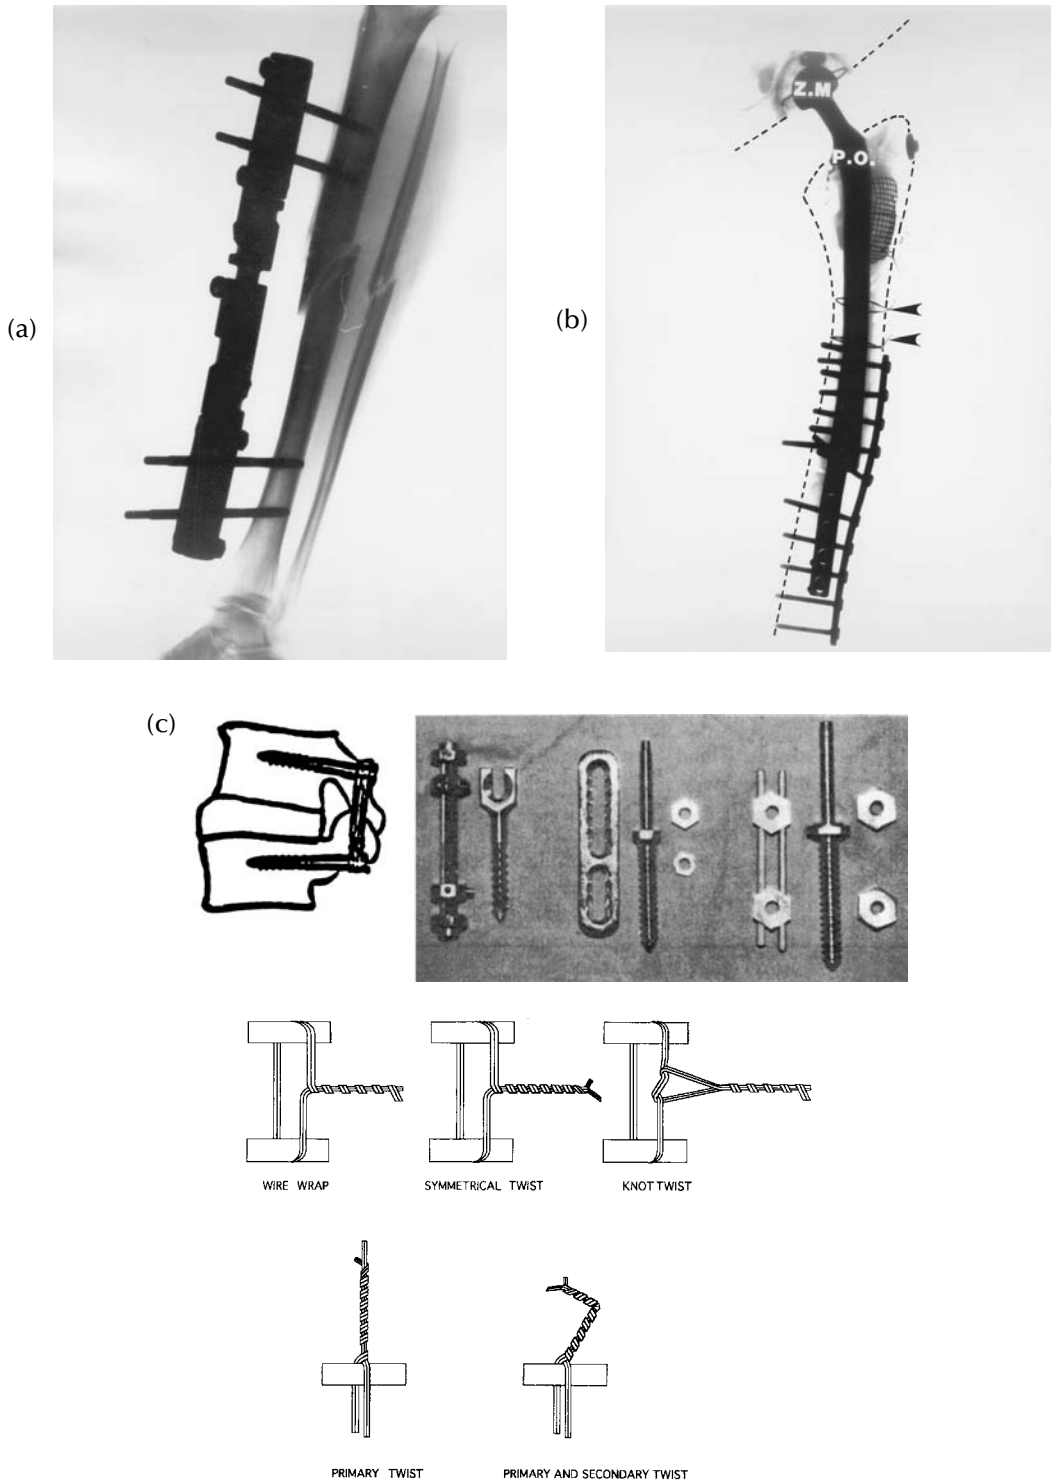 (a)
(b)
Z.M
P.O.
(c)
WIRE WRAP
SYMMETRICAL TWIST
KNOT TWIST
PRIMARY TWIST
PRIMARY AND SECONDARY TWIST